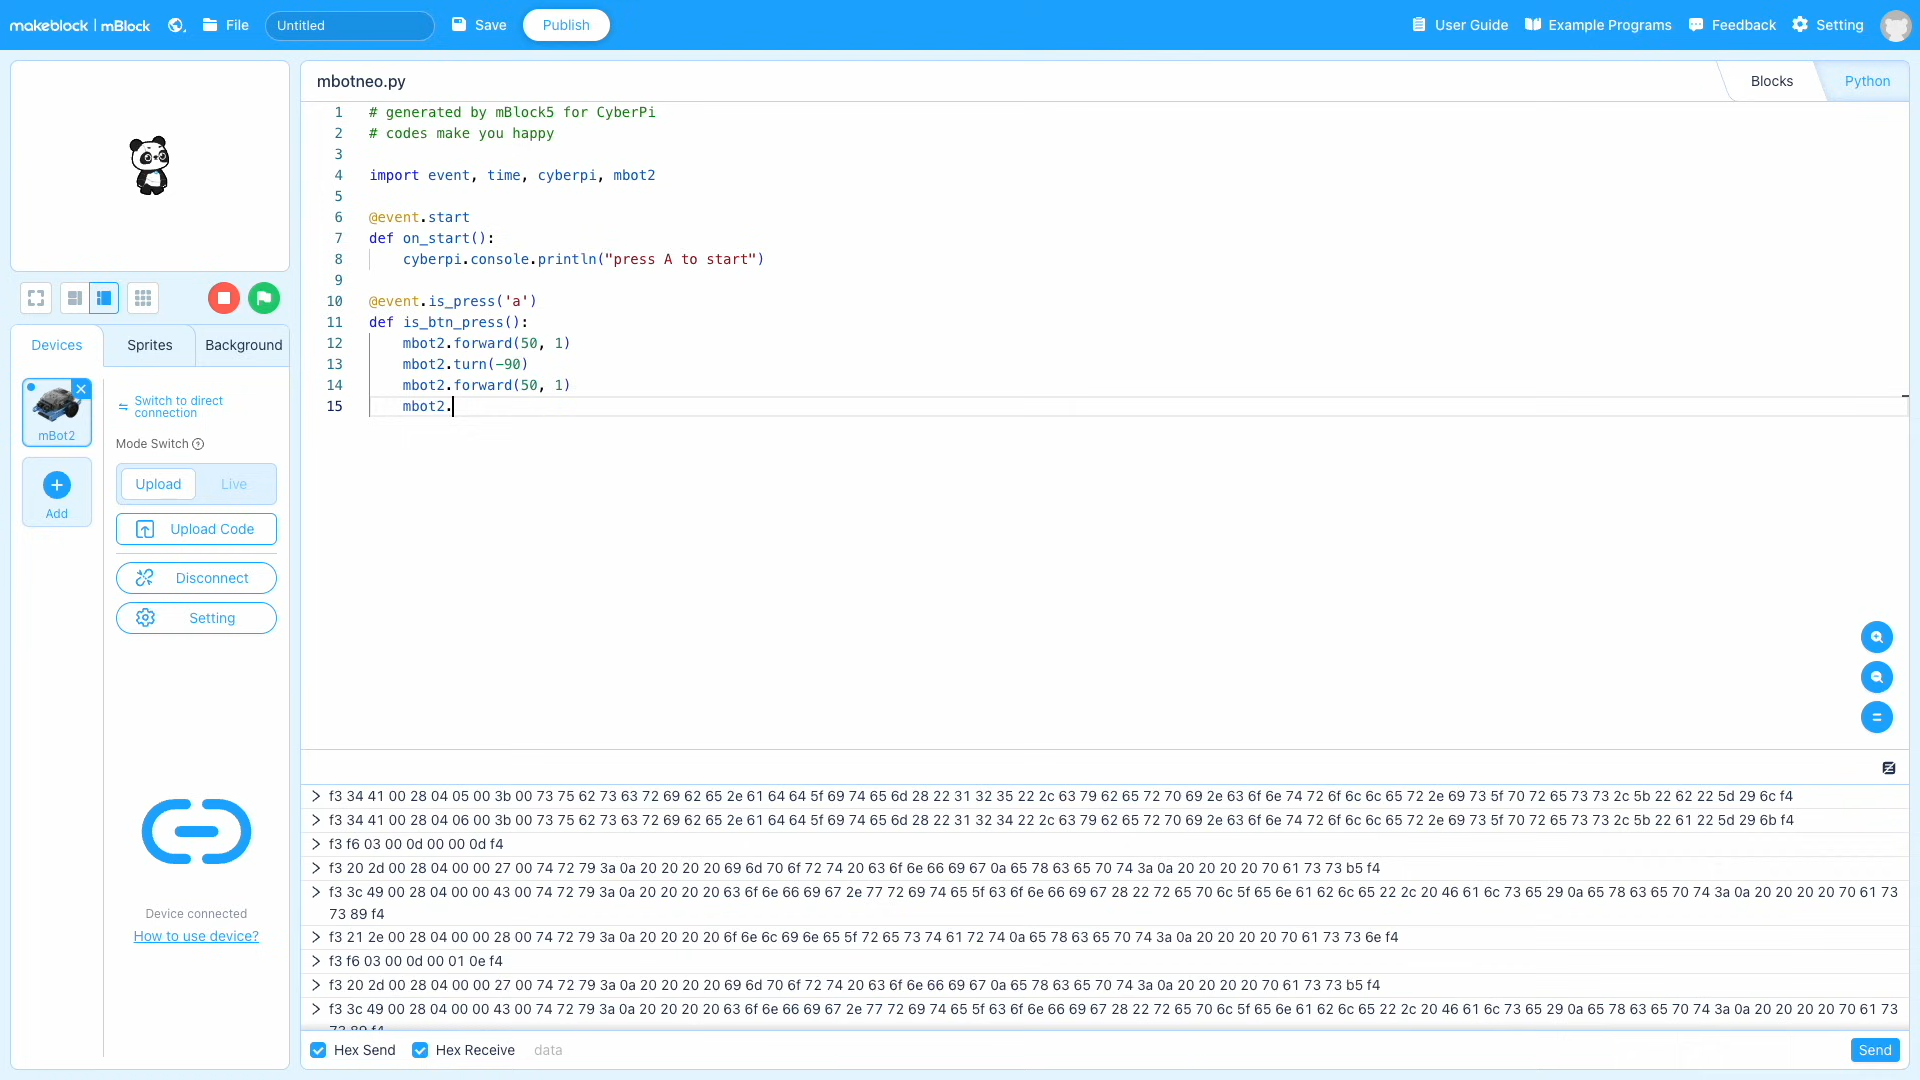 makeblock | mBlock
File
Untitled
Save
Publish
User Guide
Example Programs
Feedback
Setting
mbotneo.py
Blocks
Python
1 # generated by mBlock5 for CyberPi
2 # codes make you happy
3
4 import event, time, cyberpi, mbot2
5
6 @event.start
7 def on_start():
8 cyberpi.console.println("press A to start")
9
10 @event.is_press('a')
11 def is_btn_press():
12 mbot2.forward(50, 1)
13 mbot2.turn(-90)
14 mbot2.forward(50, 1)
15 mbot2.
Devices
Sprites
Background
mBot2
Add
Switch to direct
connection
Mode Switch
Upload
Live
Upload Code
Disconnect
Setting
Device connected
How to use device?
> f3 34 41 00 28 04 05 00 3b 00 73 75 62 73 63 72 69 62 65 2e 61 64 64 5f 69 74 65 6d 28 22 31 32 35 22 2c 63 79 62 65 72 70 69 2e 63 6f 6e 74 72 6f 6c 6c 65 72 2e 69 73 5f 70 72 65 73 73 2c 5b 22 62 22 5d 29 6c f4
> f3 34 41 00 28 04 06 00 3b 00 73 75 62 73 63 72 69 62 65 2e 61 64 64 5f 69 74 65 6d 28 22 31 32 34 22 2c 63 79 62 65 72 70 69 2e 63 6f 6e 74 72 6f 6c 6c 65 72 2e 69 73 5f 70 72 65 73 73 2c 5b 22 61 22 5d 29 6b f4
> f3 f6 03 00 0d 00 00 0d f4
> f3 20 2d 00 28 04 00 00 27 00 74 72 79 3a 0a 20 20 20 20 69 6d 70 6f 72 74 20 63 6f 6e 66 69 67 0a 65 78 63 65 70 74 3a 0a 20 20 20 20 70 61 73 73 b5 f4
> f3 3c 49 00 28 04 00 00 43 00 74 72 79 3a 0a 20 20 20 20 63 6f 6e 66 69 67 2e 77 72 69 74 65 5f 63 6f 6e 66 69 67 28 22 72 65 70 6c 5f 65 6e 61 62 6c 65 22 2c 20 46 61 6c 73 65 29 0a 65 78 63 65 70 74 3a 0a 20 20 20 20 70 61 73
73 89 f4
> f3 21 2e 00 28 04 00 00 28 00 74 72 79 3a 0a 20 20 20 20 6f 6e 6c 69 6e 65 5f 72 65 73 74 61 72 74 0a 65 78 63 65 70 74 3a 0a 20 20 20 20 70 61 73 73 6e f4
> f3 f6 03 00 0d 00 01 0e f4
> f3 20 2d 00 28 04 00 00 27 00 74 72 79 3a 0a 20 20 20 20 69 6d 70 6f 72 74 20 63 6f 6e 66 69 67 0a 65 78 63 65 70 74 3a 0a 20 20 20 20 70 61 73 73 b5 f4
> f3 3c 49 00 28 04 00 00 43 00 74 72 79 3a 0a 20 20 20 20 63 6f 6e 66 69 67 2e 77 72 69 74 65 5f 63 6f 6e 66 69 67 28 22 72 65 70 6c 5f 65 6e 61 62 6c 65 22 2c 20 46 61 6c 73 65 29 0a 65 78 63 65 70 74 3a 0a 20 20 20 20 70 61 73
73 89 f4
Hex Send
Hex Receive
data
Send